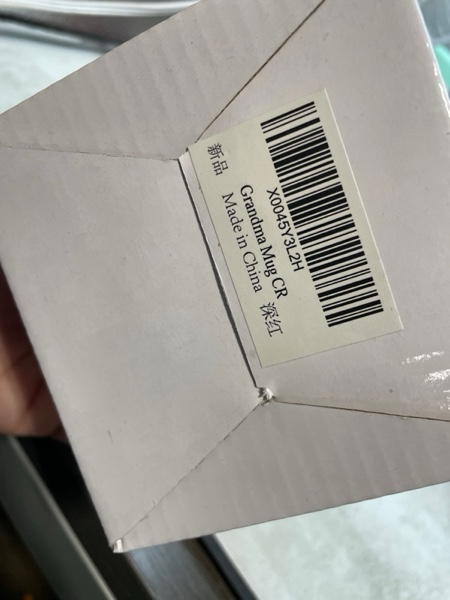 X0045Y3L2H
Grandma Mug CR
Made in China 深红
新品